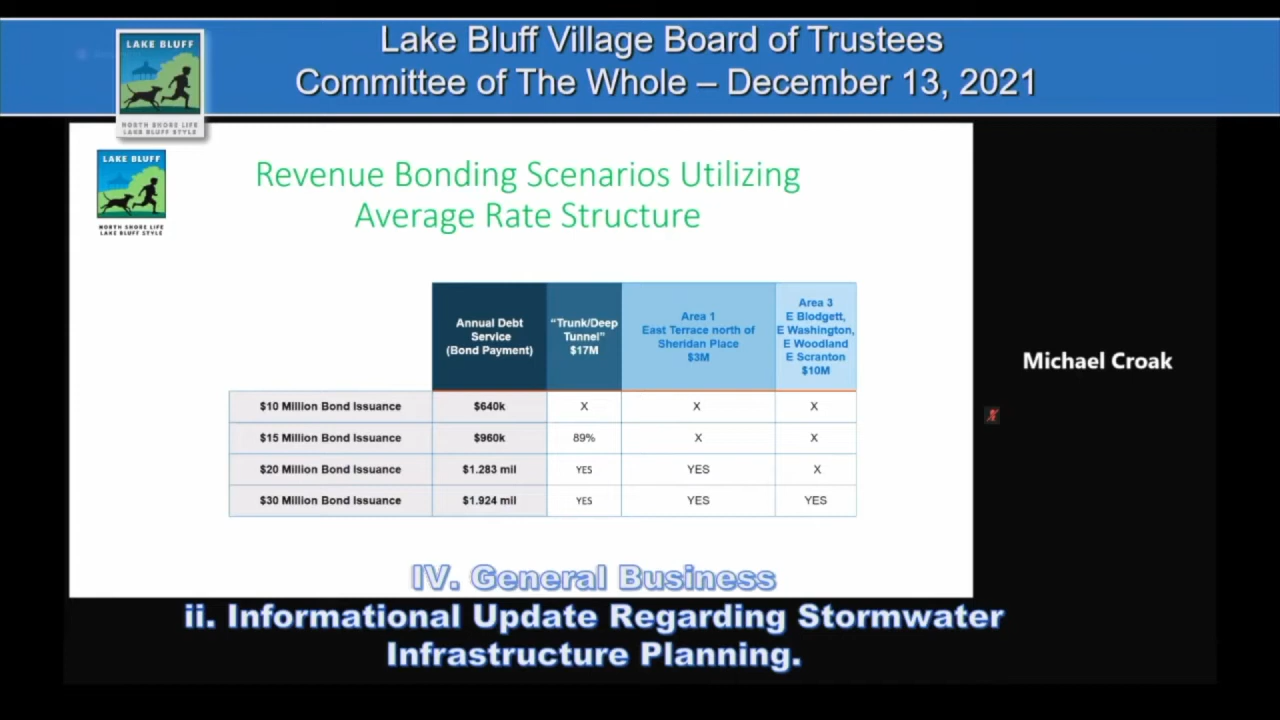 Lake Bluff Village Board of Trustees
Committee of The Whole – December 13, 2021
LAKE BLUFF
NORTH SHORE LIFE
LAKE BLUFF STYLE
LAKE BLUFF
NORTH SHORE LIFE
LAKE BLUFF STYLE
Revenue Bonding Scenarios Utilizing
Average Rate Structure
Annual Debt
Service
(Bond Payment)
“Trunk/Deep
Tunnel”
$17M
Area 1
East Terrace north of
Sheridan Place
$3M
Area 3
E Blodgett,
E Washington,
E Woodland
E Scranton
$10M
$10 Million Bond Issuance $640k X X X
$15 Million Bond Issuance $960k 89% X X
$20 Million Bond Issuance $1.283 mil YES YES X
$30 Million Bond Issuance $1.924 mil YES YES YES
Michael Croak
IV. General Business
ii. Informational Update Regarding Stormwater
Infrastructure Planning.